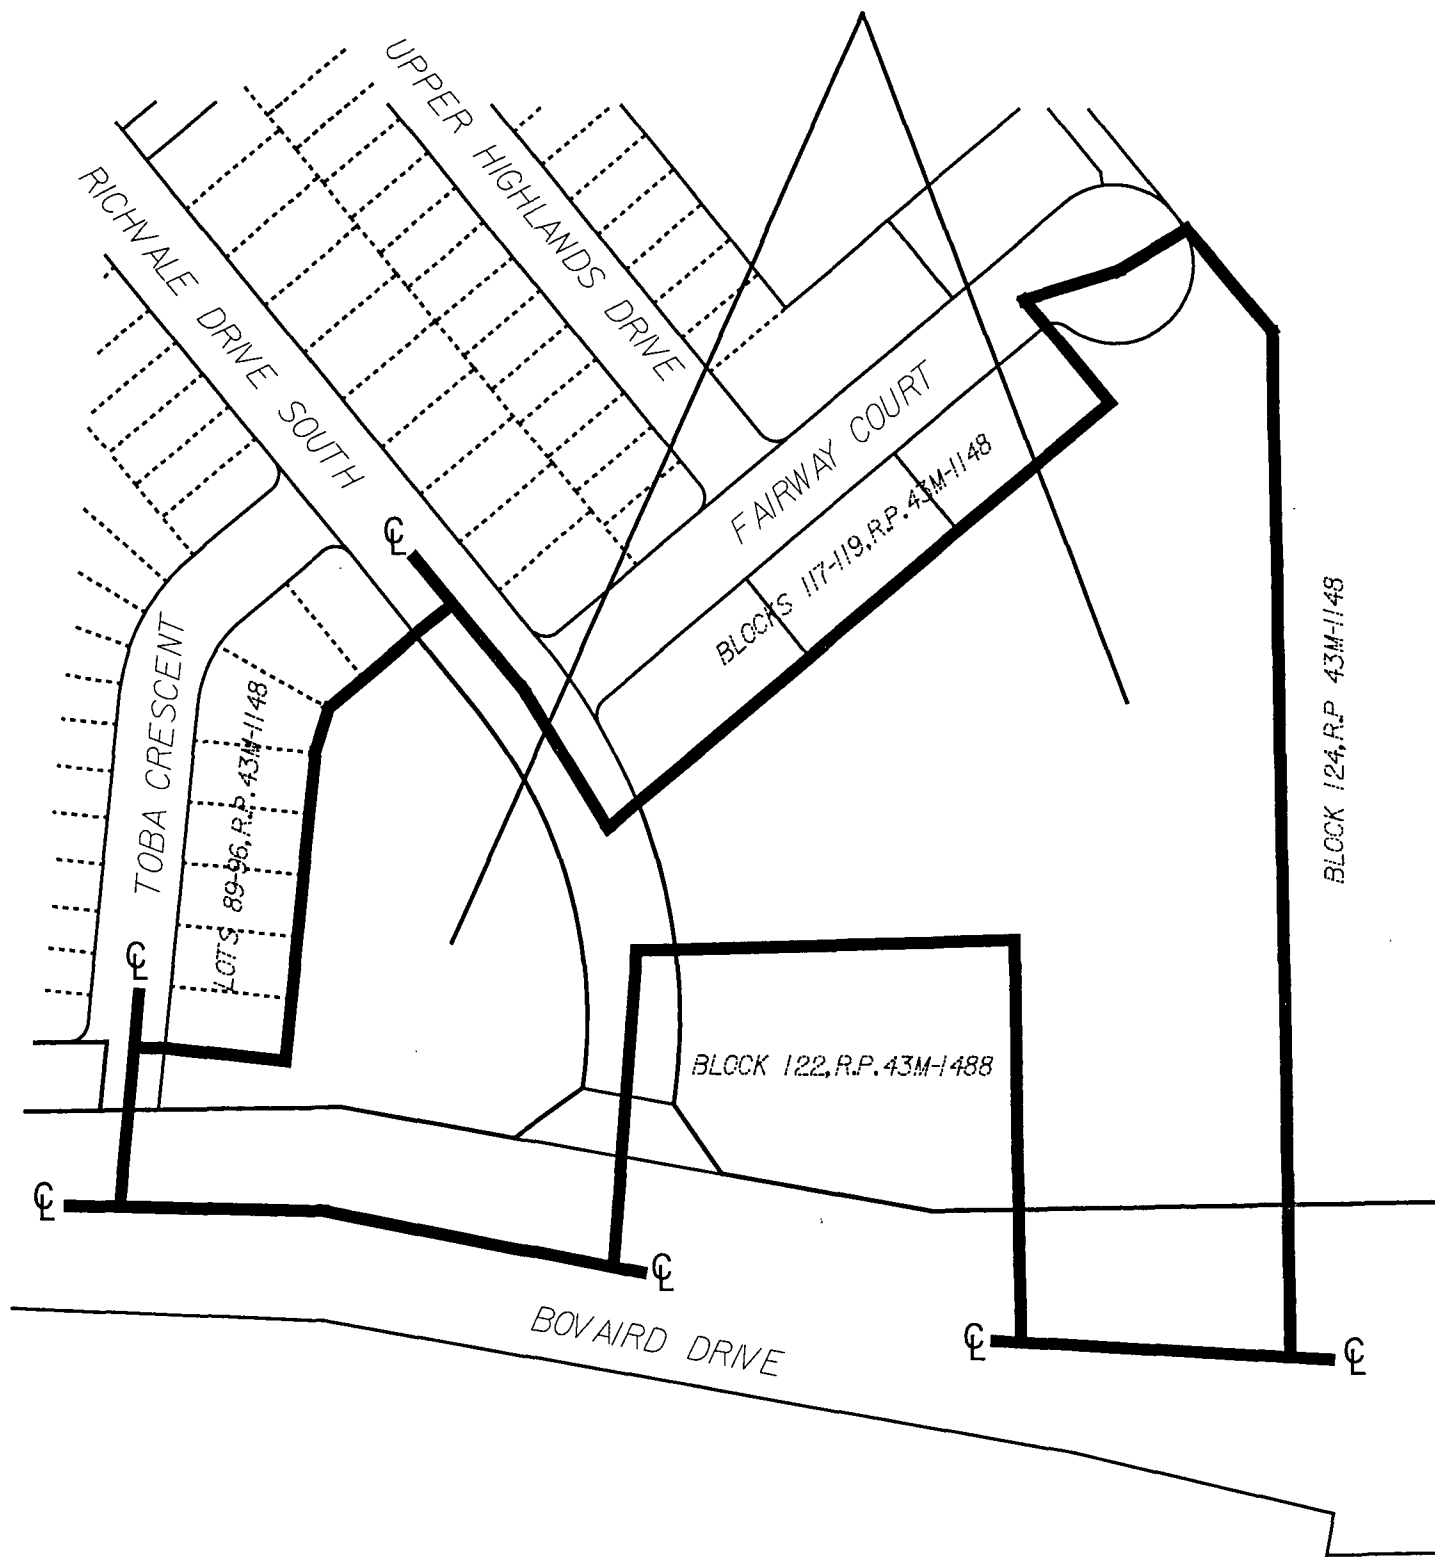 UPPER HIGHLANDS DRIVE
RICHVALE DRIVE SOUTH
FAIRWAY COURT
BLOCKS 117-119, R.P. 43M-1148
℄
BLOCK 124, R.P 43M-1148
TOBA CRESCENT
LOTS 89-96, R.P. 43M-1148
℄
BLOCK 122, R.P. 43M-1488
℄
℄
BOVAIRD DRIVE
℄
℄